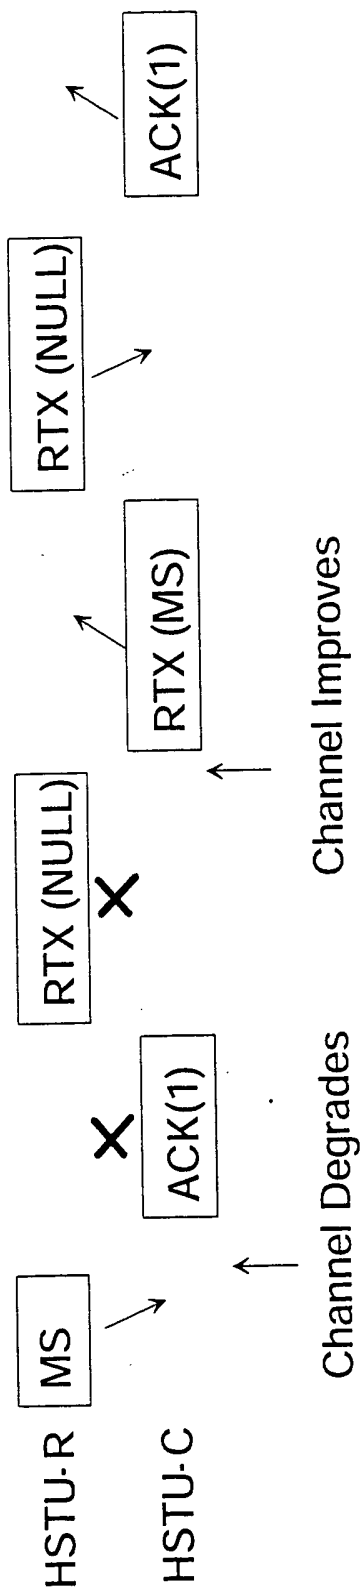 HSTU-R MS RTX (NULL) RTX (NULL)
HSTU-C ACK(1) RTX (MS) ACK(1)
Channel Degrades Channel Improves